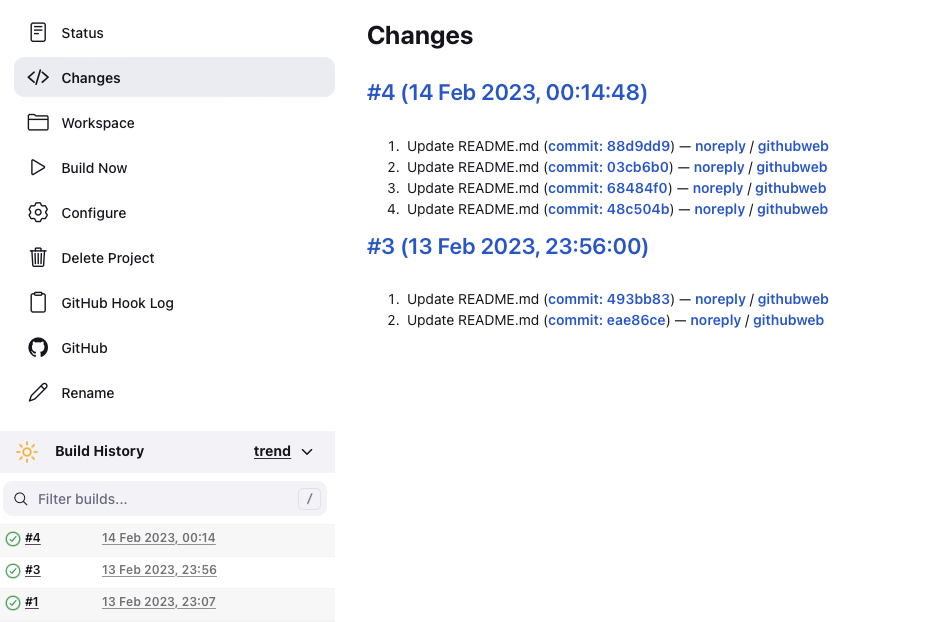 Status
Changes
Workspace
Build Now
Configure
Delete Project
GitHub Hook Log
GitHub
Rename
Build History trend
Filter builds... /
#4 14 Feb 2023, 00:14
#3 13 Feb 2023, 23:56
#1 13 Feb 2023, 23:07
Changes
#4 (14 Feb 2023, 00:14:48)
1. Update README.md (commit: 88d9dd9) — noreply / githubweb
2. Update README.md (commit: 03cb6b0) — noreply / githubweb
3. Update README.md (commit: 68484f0) — noreply / githubweb
4. Update README.md (commit: 48c504b) — noreply / githubweb
#3 (13 Feb 2023, 23:56:00)
1. Update README.md (commit: 493bb83) — noreply / githubweb
2. Update README.md (commit: eae86ce) — noreply / githubweb